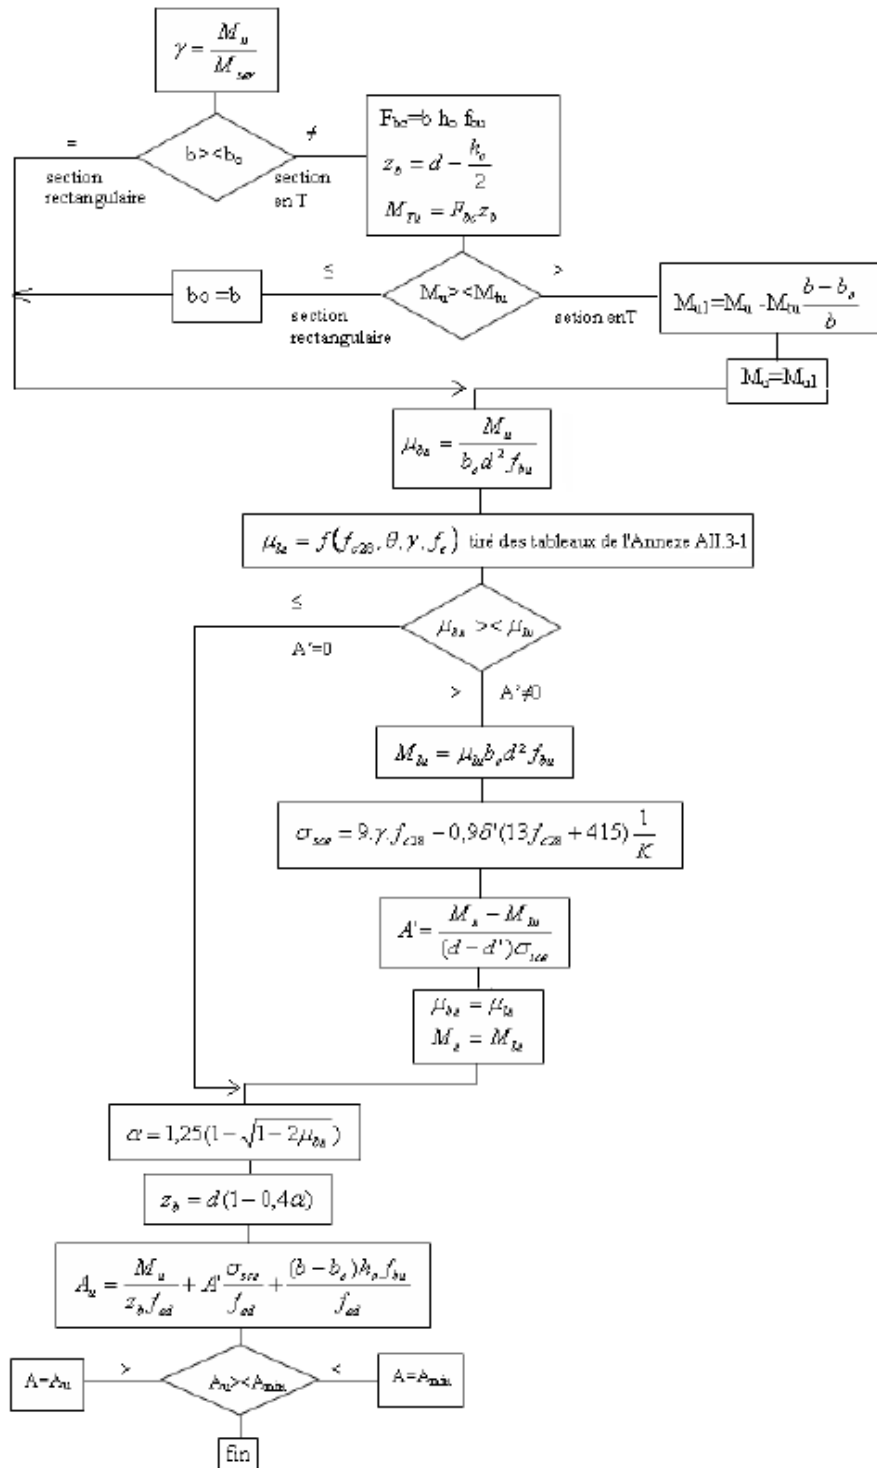 γ = M_u / M_ser
b><b_o
=
section
rectangulaire
≠
section
en T
F_bc=b h_o f_bu
z_b = d − h_o / 2
M_Tu = F_bc z_b
M_u><M_tu
≤
section
rectangulaire
bo =b
>
setion enT
M_u1=M_u -M_tu (b − b_o) / b
M_u=M_u1
μ_bu = M_u / (b_o d² f_bu)
μ_lu = f(f_c28, θ, γ, f_e) tiré des tableaux de l'Annexe AII.3-1
μ_bu >< μ_lu
≤
A'=0
>
A'≠0
M_lu = μ_lu b_o d² f_bu
σ_sce = 9.γ.f_C28 − 0,9δ'(13f_C28 + 415) 1 / K
A' = (M_u − M_lu) / ((d − d')σ_sce)
μ_bu = μ_lu
M_u = M_lu
α = 1,25(1 − √(1 − 2μ_bu))
z_b = d(1 − 0,4α)
A_u = M_u / (z_b f_ed) + A' σ_sce / f_ed + (b − b_o)h_o f_bu / f_ed
A_u><A_min
>
A=A_u
<
A=A_min
fin